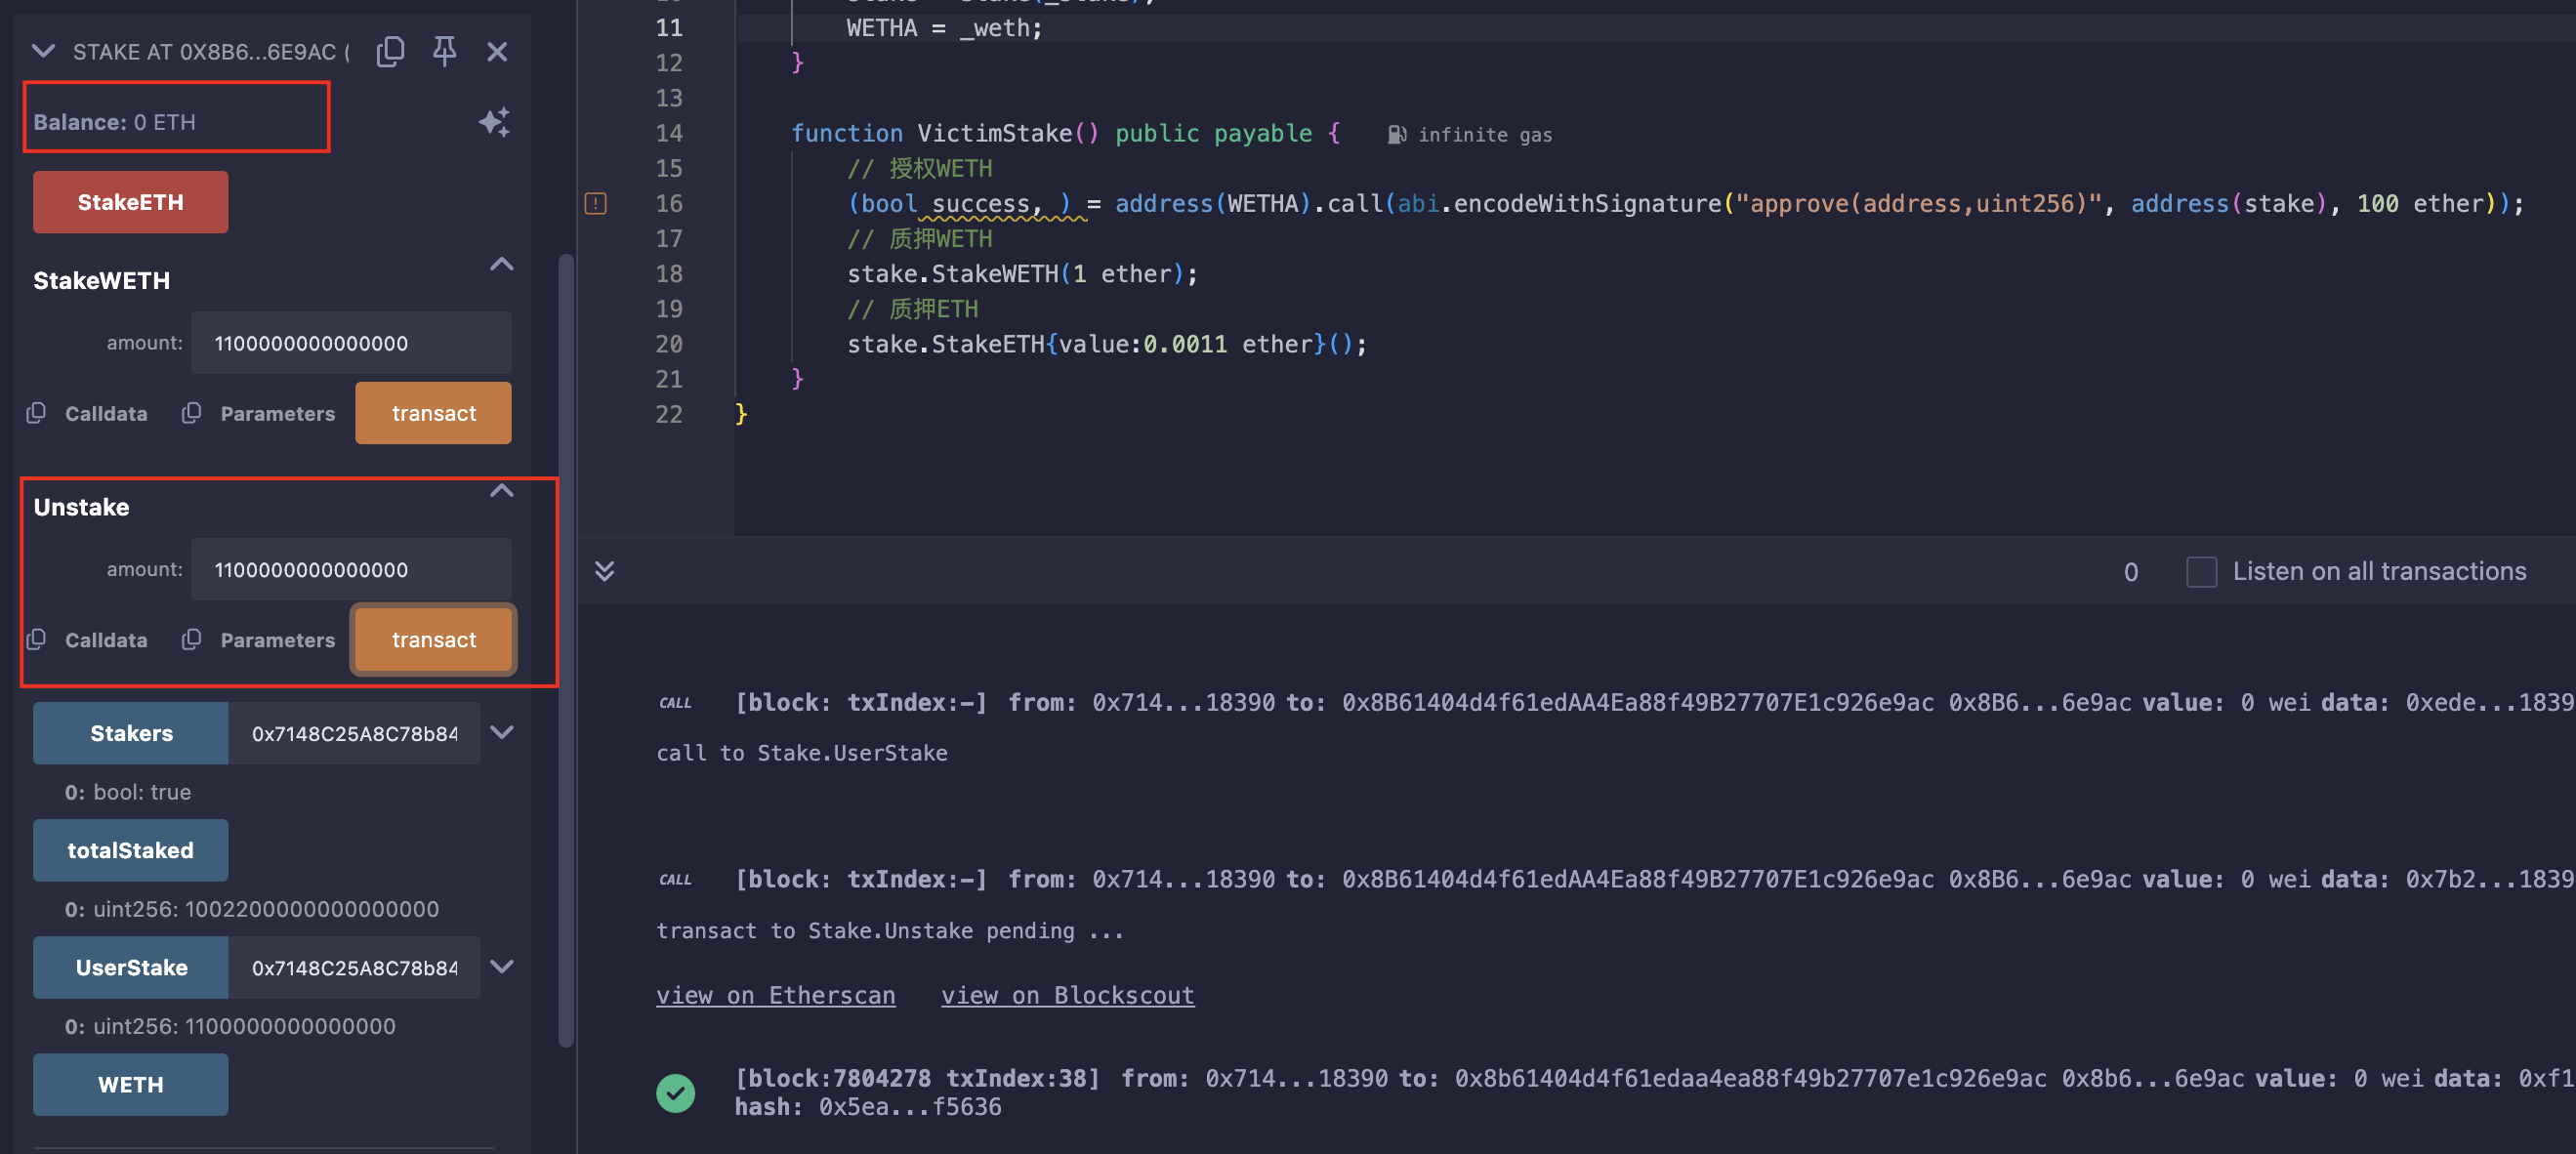 STAKE AT 0X8B6...6E9AC (
Balance: 0 ETH
StakeETH
StakeWETH
amount: 1100000000000000
Calldata Parameters transact
Unstake
amount: 1100000000000000
Calldata Parameters transact
Stakers 0x7148C25A8C78b84
0: bool: true
totalStaked
0: uint256: 1002200000000000000
UserStake 0x7148C25A8C78b84
0: uint256: 1100000000000000
WETH
11 WETHA = _weth;
12 }
13
14 function VictimStake() public payable { infinite gas
15 // 授权WETH
16 (bool success, ) = address(WETHA).call(abi.encodeWithSignature("approve(address,uint256)", address(stake), 100 ether));
17 // 质押WETH
18 stake.StakeWETH(1 ether);
19 // 质押ETH
20 stake.StakeETH{value:0.0011 ether}();
21 }
22 }
0 Listen on all transactions
CALL [block: txIndex:-] from: 0x714...18390 to: 0x8B61404d4f61edAA4Ea88f49B27707E1c926e9ac 0x8B6...6e9ac value: 0 wei data: 0xede...1839
call to Stake.UserStake
CALL [block: txIndex:-] from: 0x714...18390 to: 0x8B61404d4f61edAA4Ea88f49B27707E1c926e9ac 0x8B6...6e9ac value: 0 wei data: 0x7b2...1839
transact to Stake.Unstake pending ...
view on Etherscan view on Blockscout
[block:7804278 txIndex:38] from: 0x714...18390 to: 0x8b61404d4f61edaa4ea88f49b27707e1c926e9ac 0x8b6...6e9ac value: 0 wei data: 0xf1
hash: 0x5ea...f5636